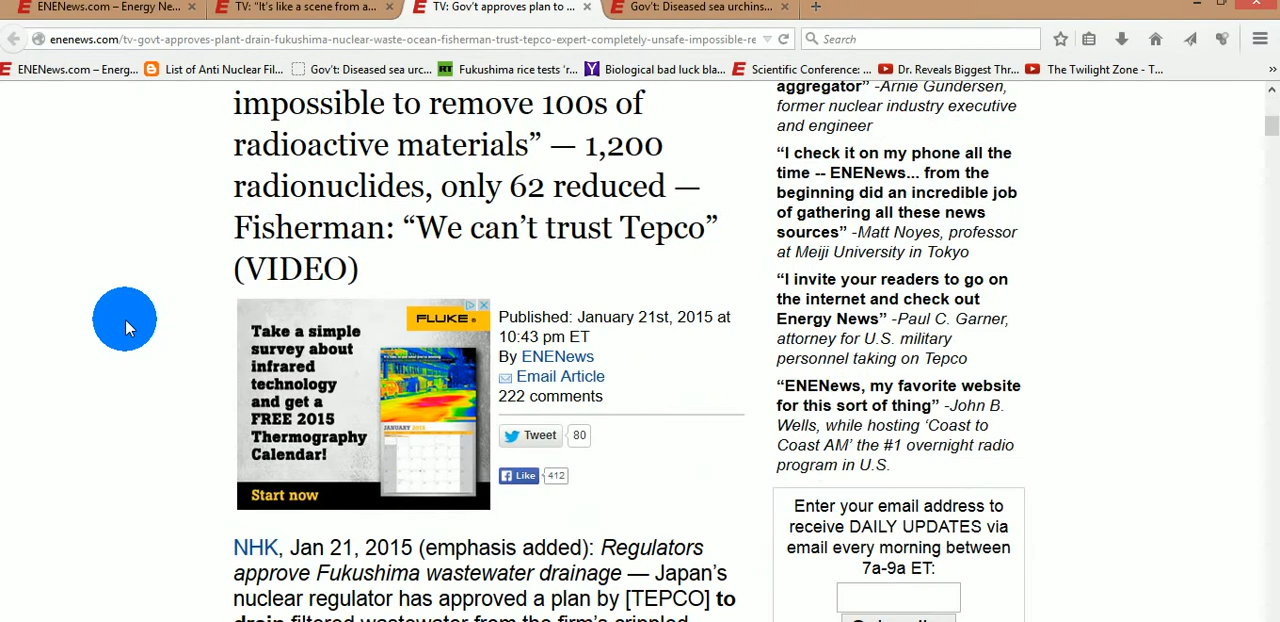 ENENews.com – Energy Ne...
TV: “It's like a scene from a...
TV: Gov't approves plan to ...
Gov't: Diseased sea urchins...
enenews.com/tv-govt-approves-plant-drain-fukushima-nuclear-waste-ocean-fisherman-trust-tepco-expert-completely-unsafe-impossible-re
Search
ENENews.com – Energ...
List of Anti Nuclear Fil...
Gov't: Diseased sea urc...
RT
Fukushima rice tests 'r...
Biological bad luck bla...
Scientific Conference: ...
Dr. Reveals Biggest Thr...
The Twilight Zone - T...
impossible to remove 100s of
radioactive materials” — 1,200
radionuclides, only 62 reduced —
Fisherman: “We can’t trust Tepco”
(VIDEO)
Take a simple
survey about
infrared
technology
and get a
FREE 2015
Thermography
Calendar!
Start now
FLUKE
JANUARY 2015
Published: January 21st, 2015 at
10:43 pm ET
By ENENews
Email Article
222 comments
Tweet 80
Like 412
NHK, Jan 21, 2015 (emphasis added): Regulators
approve Fukushima wastewater drainage — Japan’s
nuclear regulator has approved a plan by [TEPCO] to
drain filtered wastewater from the firm’s crippled
aggregator” -Arnie Gundersen,
former nuclear industry executive
and engineer
“I check it on my phone all the
time -- ENENews... from the
beginning did an incredible job
of gathering all these news
sources” -Matt Noyes, professor
at Meiji University in Tokyo
“I invite your readers to go on
the internet and check out
Energy News” -Paul C. Garner,
attorney for U.S. military
personnel taking on Tepco
“ENENews, my favorite website
for this sort of thing” -John B.
Wells, while hosting ‘Coast to
Coast AM’ the #1 overnight radio
program in U.S.
Enter your email address to
receive DAILY UPDATES via
email every morning between
7a-9a ET: